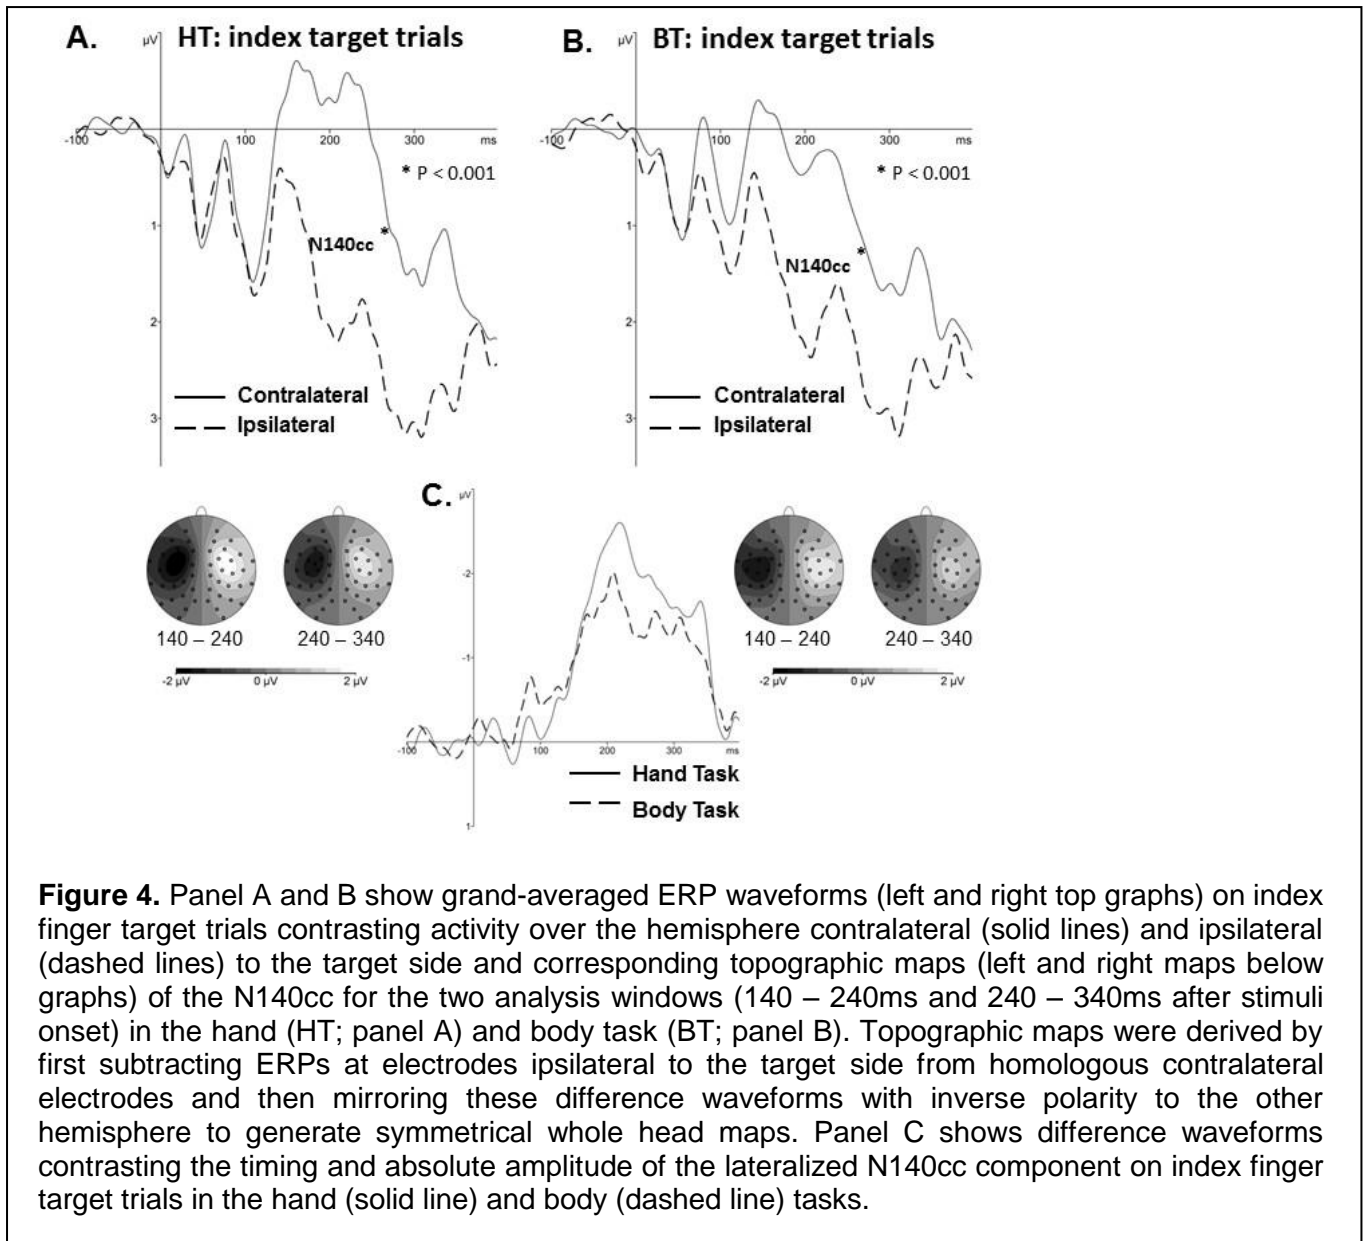 A. µV HT: index target trials
-100 100 200 300 ms
* P < 0.001
1
N140cc *
2
Contralateral
Ipsilateral
3
B. µV BT: index target trials
-100 100 200 300 ms
* P < 0.001
1
N140cc *
2
Contralateral
Ipsilateral
3
140 – 240 240 – 340
-2 µV 0 µV 2 µV
C. µV
-2
-1
-100 100 200 300 ms
Hand Task
Body Task
1
140 – 240 240 – 340
-2 µV 0 µV 2 µV
Figure 4. Panel A and B show grand-averaged ERP waveforms (left and right top graphs) on index
finger target trials contrasting activity over the hemisphere contralateral (solid lines) and ipsilateral
(dashed lines) to the target side and corresponding topographic maps (left and right maps below
graphs) of the N140cc for the two analysis windows (140 – 240ms and 240 – 340ms after stimuli
onset) in the hand (HT; panel A) and body task (BT; panel B). Topographic maps were derived by
first subtracting ERPs at electrodes ipsilateral to the target side from homologous contralateral
electrodes and then mirroring these difference waveforms with inverse polarity to the other
hemisphere to generate symmetrical whole head maps. Panel C shows difference waveforms
contrasting the timing and absolute amplitude of the lateralized N140cc component on index finger
target trials in the hand (solid line) and body (dashed line) tasks.